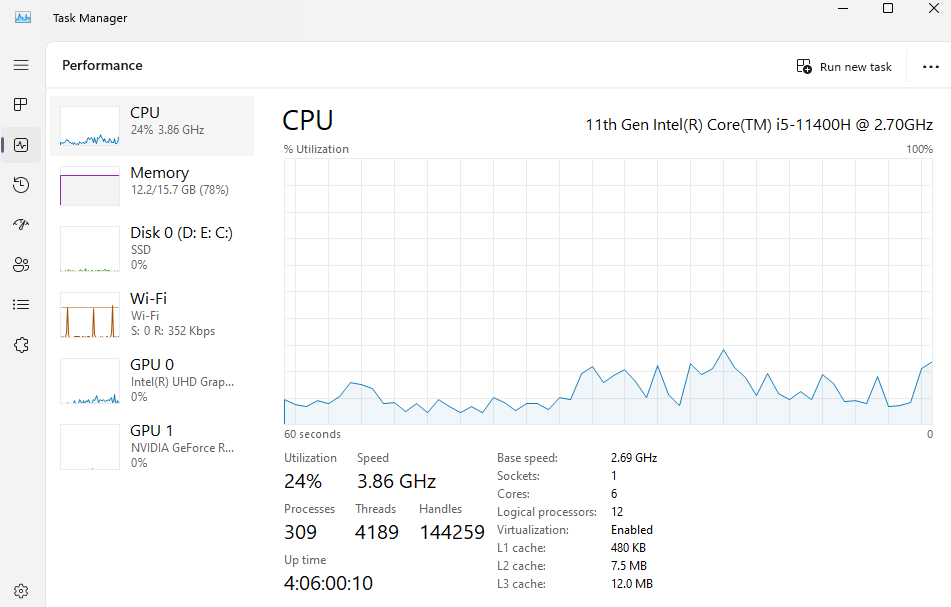 Task Manager
Performance
Run new task
CPU
24% 3.86 GHz
Memory
12.2/15.7 GB (78%)
Disk 0 (D: E: C:)
SSD
0%
Wi-Fi
Wi-Fi
S: 0 R: 352 Kbps
GPU 0
Intel(R) UHD Grap...
0%
GPU 1
NVIDIA GeForce R...
0%
CPU
11th Gen Intel(R) Core(TM) i5-11400H @ 2.70GHz
% Utilization 100%
60 seconds 0
Utilization Speed
24% 3.86 GHz
Processes Threads Handles
309 4189 144259
Up time
4:06:00:10
Base speed: 2.69 GHz
Sockets: 1
Cores: 6
Logical processors: 12
Virtualization: Enabled
L1 cache: 480 KB
L2 cache: 7.5 MB
L3 cache: 12.0 MB